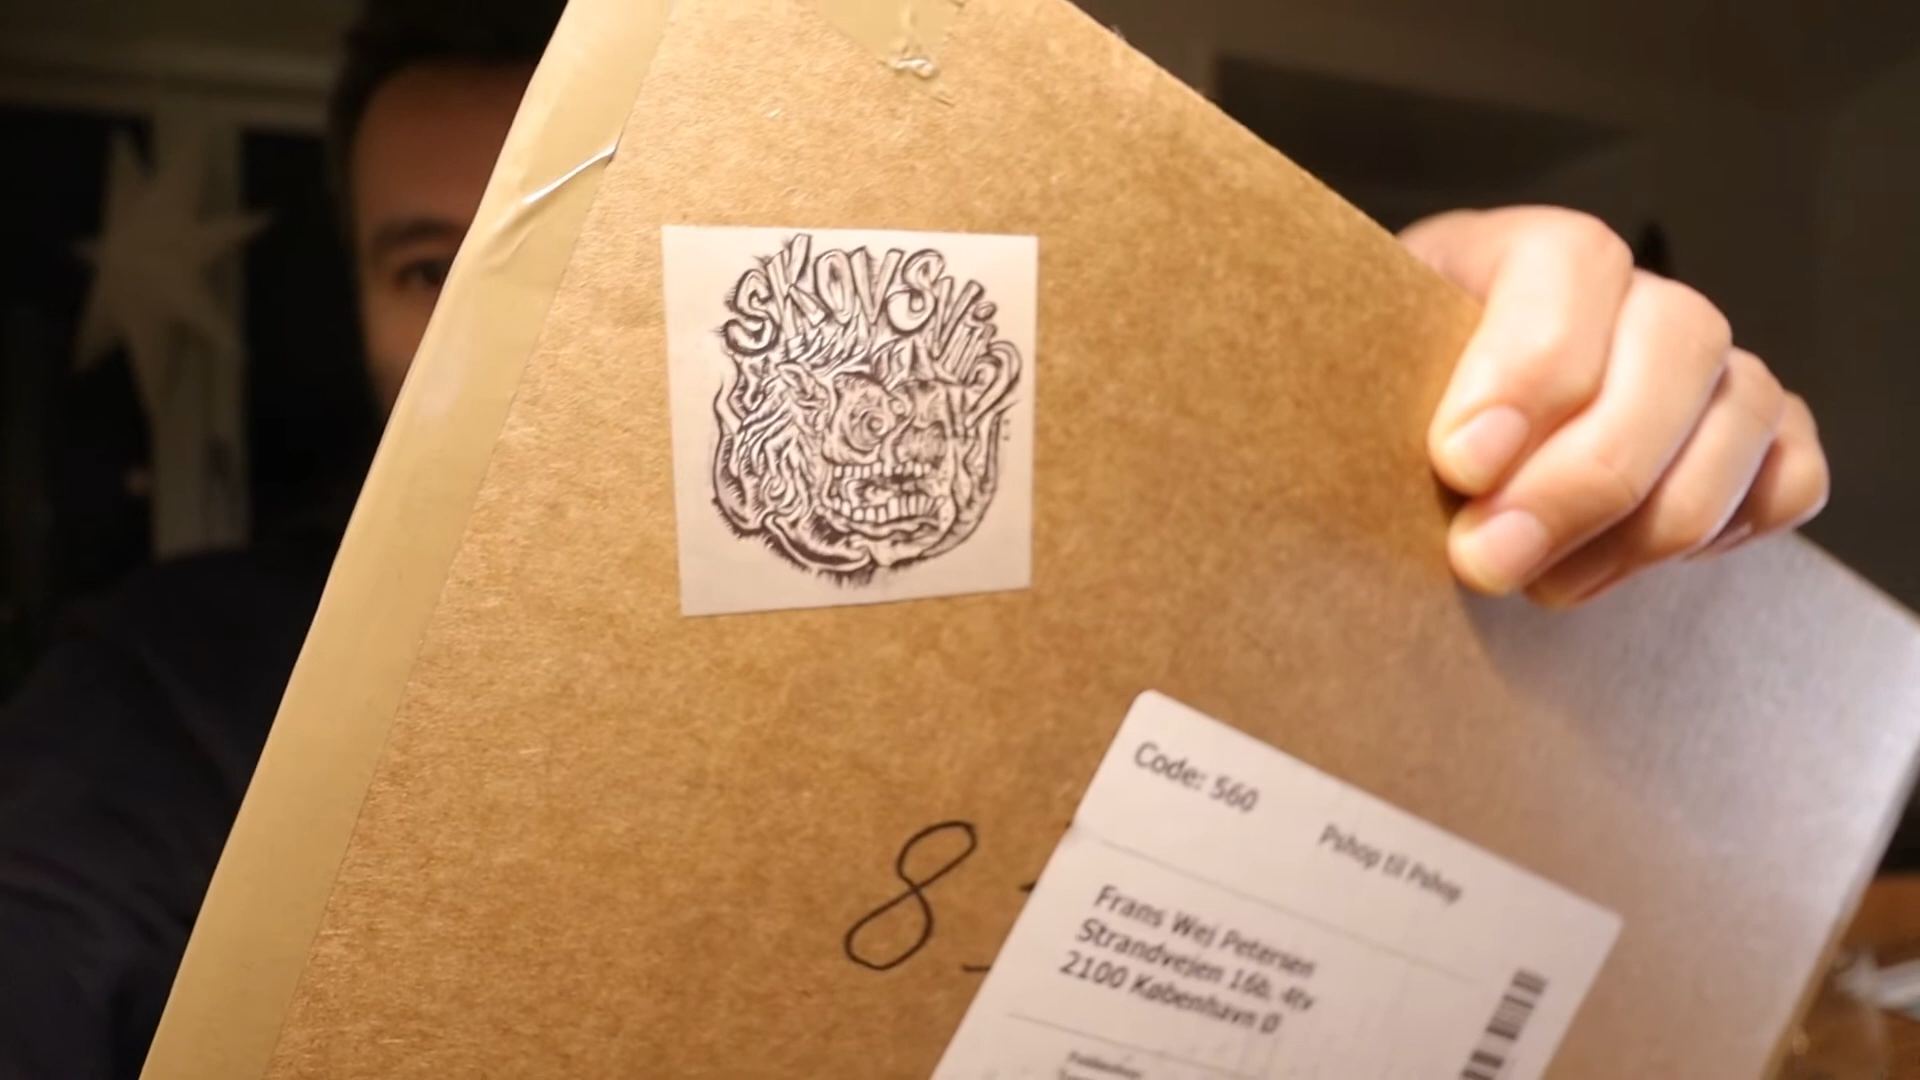 SKOVSVin
8
Code: 560
Pshop til Pshop
Frans Wej Petersen
Strandvejen 16b, 4tv
2100 København Ø